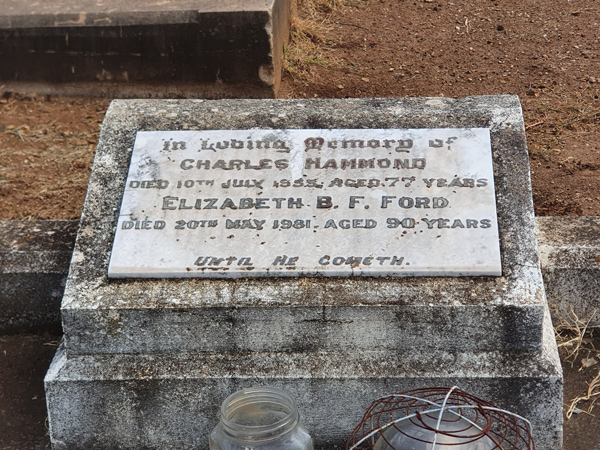 In Loving Memory of
CHARLES HAMMOND
DIED 10TH JULY 1953, AGED 77 YEARS
ELIZABETH B. F. FORD
DIED 20TH MAY 1981, AGED 90 YEARS
UNTIL HE COMETH.